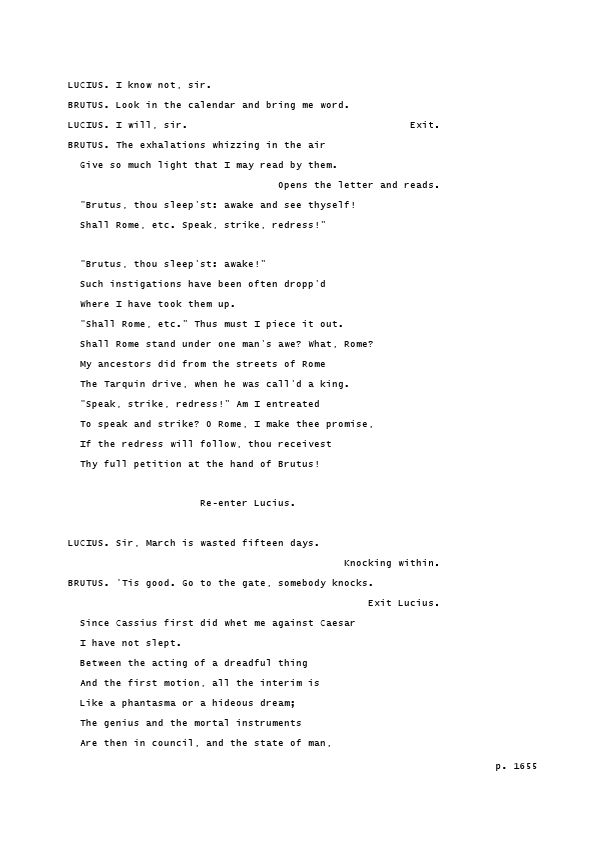 LUCIUS. I know not, sir.
BRUTUS. Look in the calendar and bring me word.
LUCIUS. I will, sir. Exit.
BRUTUS. The exhalations whizzing in the air
Give so much light that I may read by them.
Opens the letter and reads.
"Brutus, thou sleep'st: awake and see thyself!
Shall Rome, etc. Speak, strike, redress!"
"Brutus, thou sleep'st: awake!"
Such instigations have been often dropp'd
Where I have took them up.
"Shall Rome, etc." Thus must I piece it out.
Shall Rome stand under one man's awe? What, Rome?
My ancestors did from the streets of Rome
The Tarquin drive, when he was call'd a king.
"Speak, strike, redress!" Am I entreated
To speak and strike? O Rome, I make thee promise,
If the redress will follow, thou receivest
Thy full petition at the hand of Brutus!
Re-enter Lucius.
LUCIUS. Sir, March is wasted fifteen days.
Knocking within.
BRUTUS. 'Tis good. Go to the gate, somebody knocks.
Exit Lucius.
Since Cassius first did whet me against Caesar
I have not slept.
Between the acting of a dreadful thing
And the first motion, all the interim is
Like a phantasma or a hideous dream;
The genius and the mortal instruments
Are then in council, and the state of man,
p. 1655